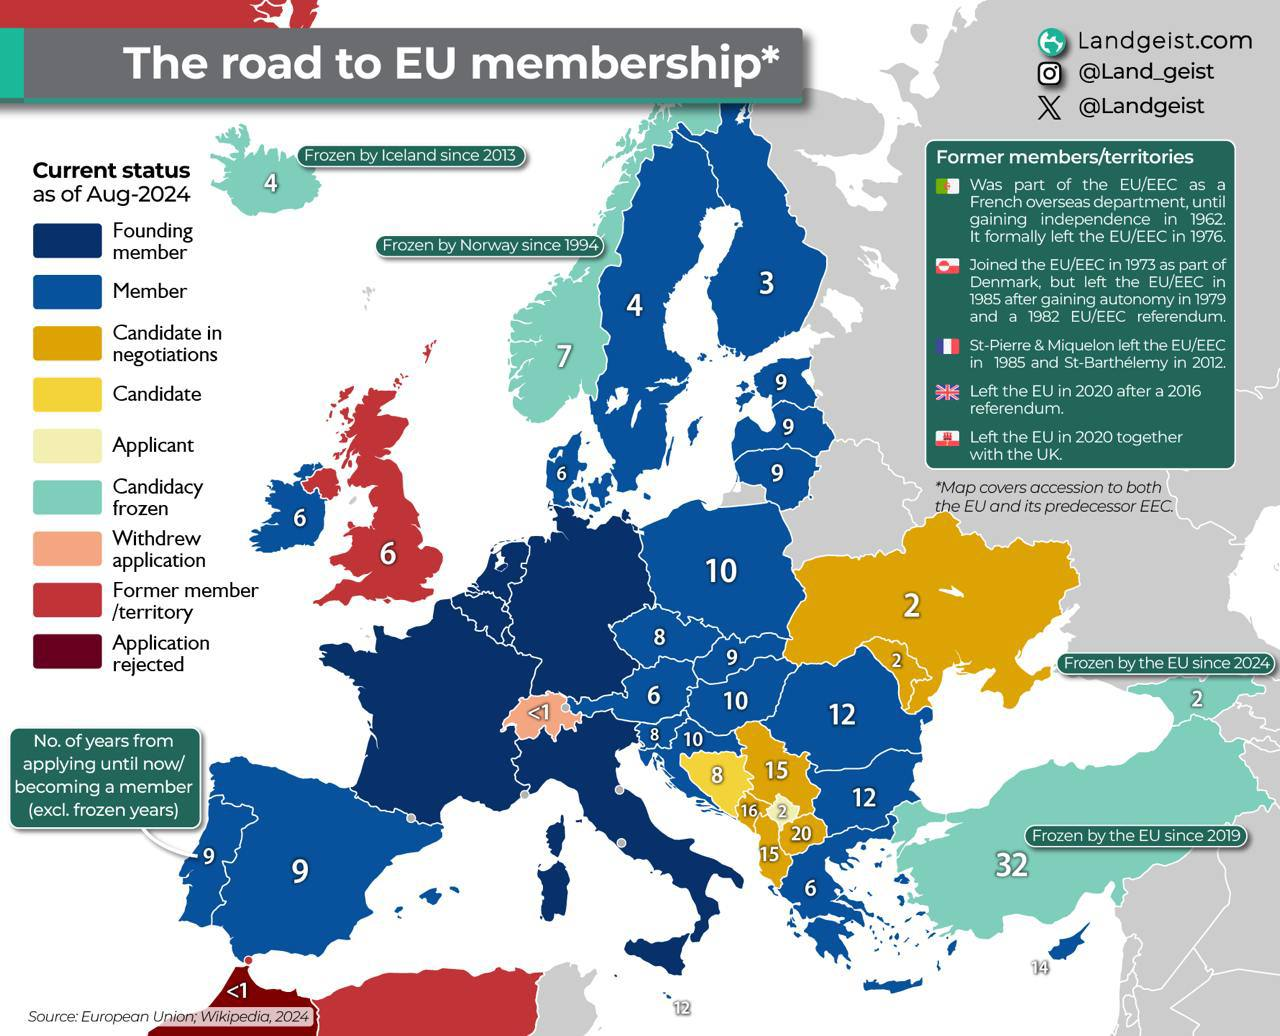 The road to EU membership*
Landgeist.com
@Land_geist
@Landgeist
Current status
as of Aug-2024
Founding
member
Member
Candidate in
negotiations
Candidate
Applicant
Candidacy
frozen
Withdrew
application
Former member
/territory
Application
rejected
No. of years from
applying until now/
becoming a member
(excl. frozen years)
Former members/territories
Was part of the EU/EEC as a
French overseas department, until
gaining independence in 1962.
It formally left the EU/EEC in 1976.
Joined the EU/EEC in 1973 as part of
Denmark, but left the EU/EEC in
1985 after gaining autonomy in 1979
and a 1982 EU/EEC referendum.
St-Pierre & Miquelon left the EU/EEC
in 1985 and St-Barthélemy in 2012.
Left the EU in 2020 after a 2016
referendum.
Left the EU in 2020 together
with the UK.
*Map covers accession to both
the EU and its predecessor EEC.
Frozen by Iceland since 2013
4
Frozen by Norway since 1994
7
4
3
9
9
9
6
6
6
10
2
8
9
2
Frozen by the EU since 2024
2
<1
6
10
12
8
10
8
15
12
16
2
20
15
Frozen by the EU since 2019
32
9
9
6
14
12
<1
Source: European Union; Wikipedia, 2024